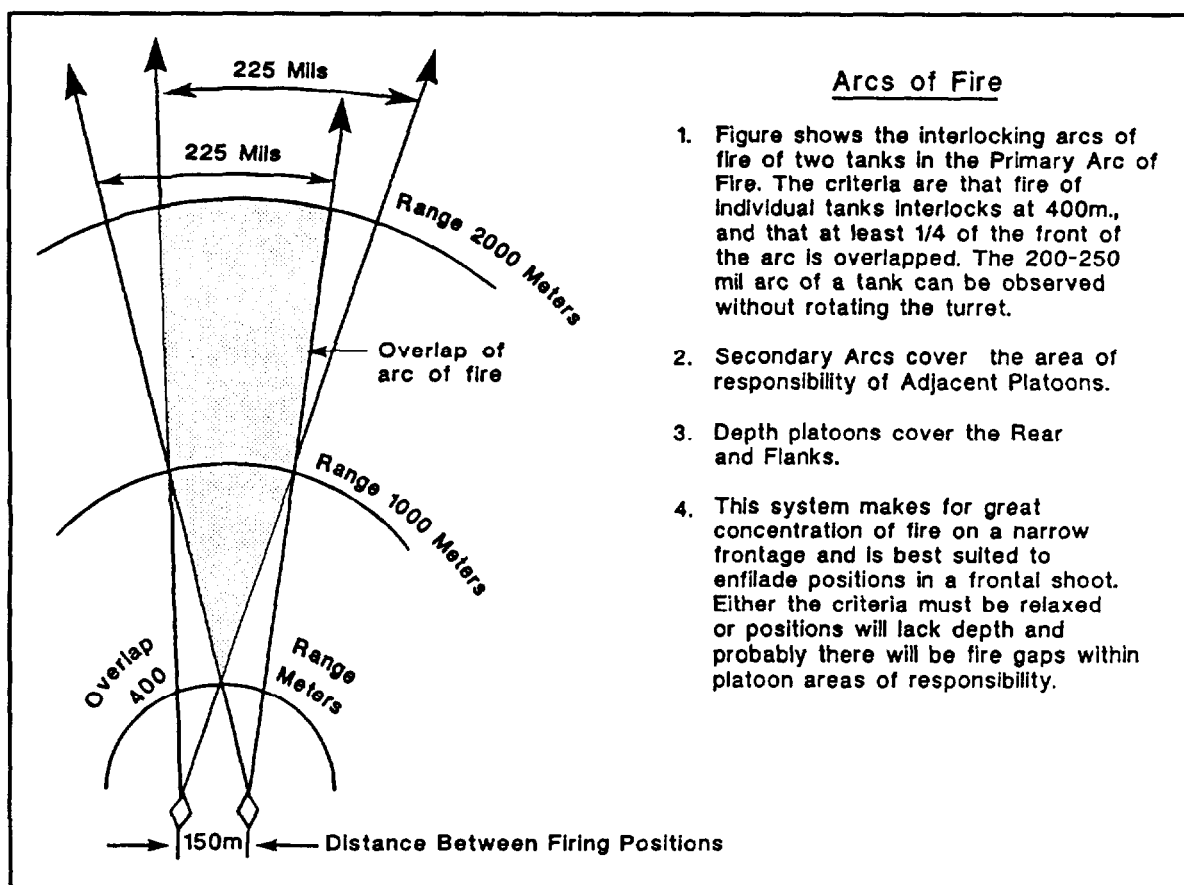 225 Mils
225 Mils
Range 2000 Meters
Overlap of
arc of fire
Range 1000 Meters
Overlap
400
Range
Meters
150m
Distance Between Firing Positions
Arcs of Fire
1. Figure shows the interlocking arcs of
fire of two tanks in the Primary Arc of
Fire. The criteria are that fire of
individual tanks interlocks at 400m.,
and that at least 1/4 of the front of
the arc is overlapped. The 200-250
mil arc of a tank can be observed
without rotating the turret.
2. Secondary Arcs cover the area of
responsibility of Adjacent Platoons.
3. Depth platoons cover the Rear
and Flanks.
4. This system makes for great
concentration of fire on a narrow
frontage and is best suited to
enfilade positions in a frontal shoot.
Either the criteria must be relaxed
or positions will lack depth and
probably there will be fire gaps within
platoon areas of responsibility.